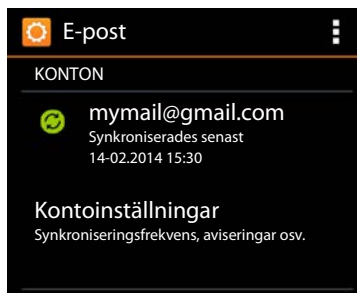 E-post
KONTON
mymail@gmail.com
Synkroniserades senast
14-02.2014 15:30
Kontoinställningar
Synkroniseringsfrekvens, aviseringar osv.